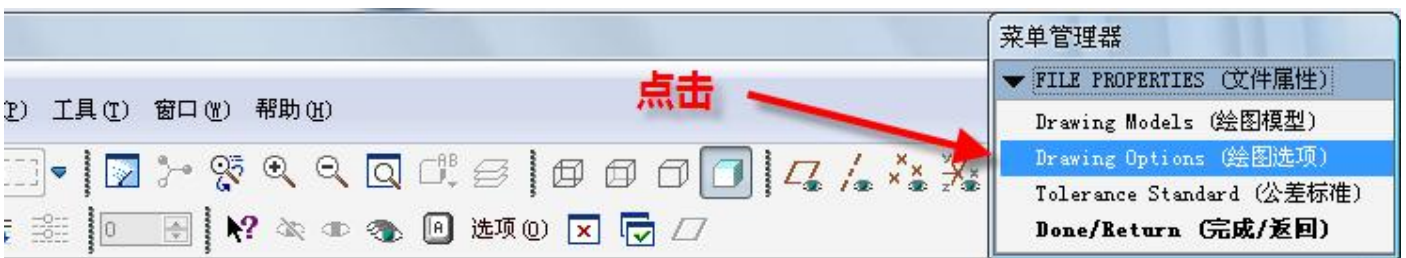 菜单管理器
点击
FILE PROPERTIES (文件属性)
P) 工具(T) 窗口(W) 帮助(H)
Drawing Models (绘图模型)
Drawing Options (绘图选项)
AB
Tolerance Standard (公差标准)
0
A 选项(O)
Done/Return (完成/返回)